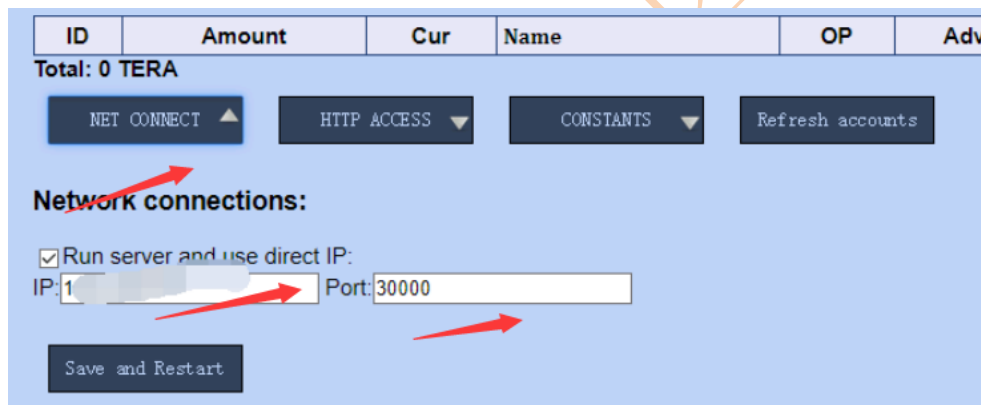 ID Amount Cur Name OP Adv
Total: 0 TERA
NET CONNECT HTTP ACCESS CONSTANTS Refresh accounts
Network connections:
Run server and use direct IP:
IP: 1 Port: 30000
Save and Restart